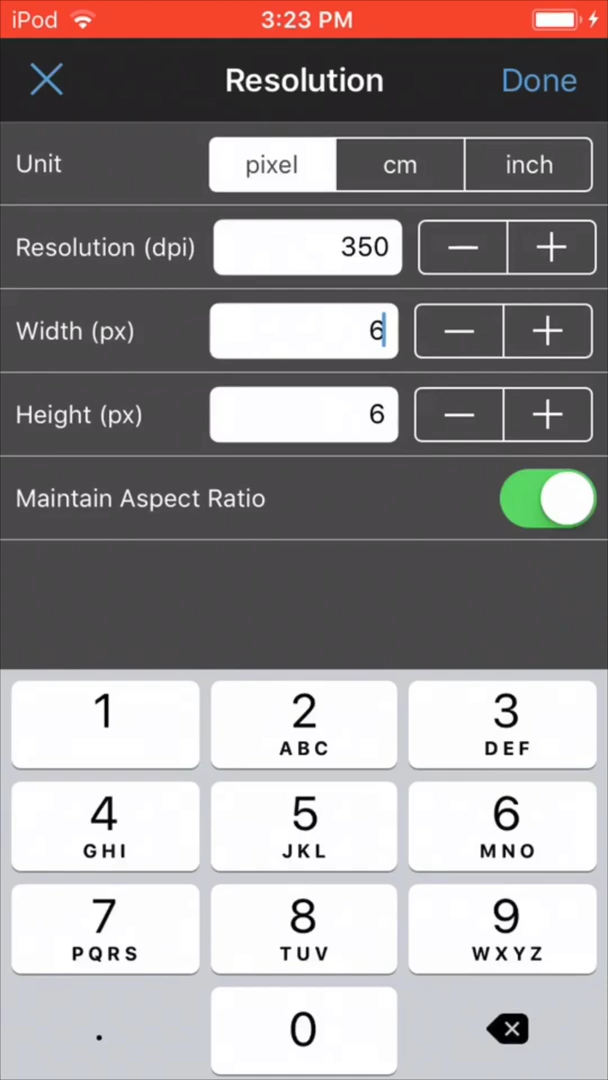 iPod 3:23 PM
Resolution Done
Unit pixel cm inch
Resolution (dpi) 350
Width (px) 6
Height (px) 6
Maintain Aspect Ratio
1 2 3
ABC DEF
4 5 6
GHI JKL MNO
7 8 9
PQRS TUV WXYZ
. 0